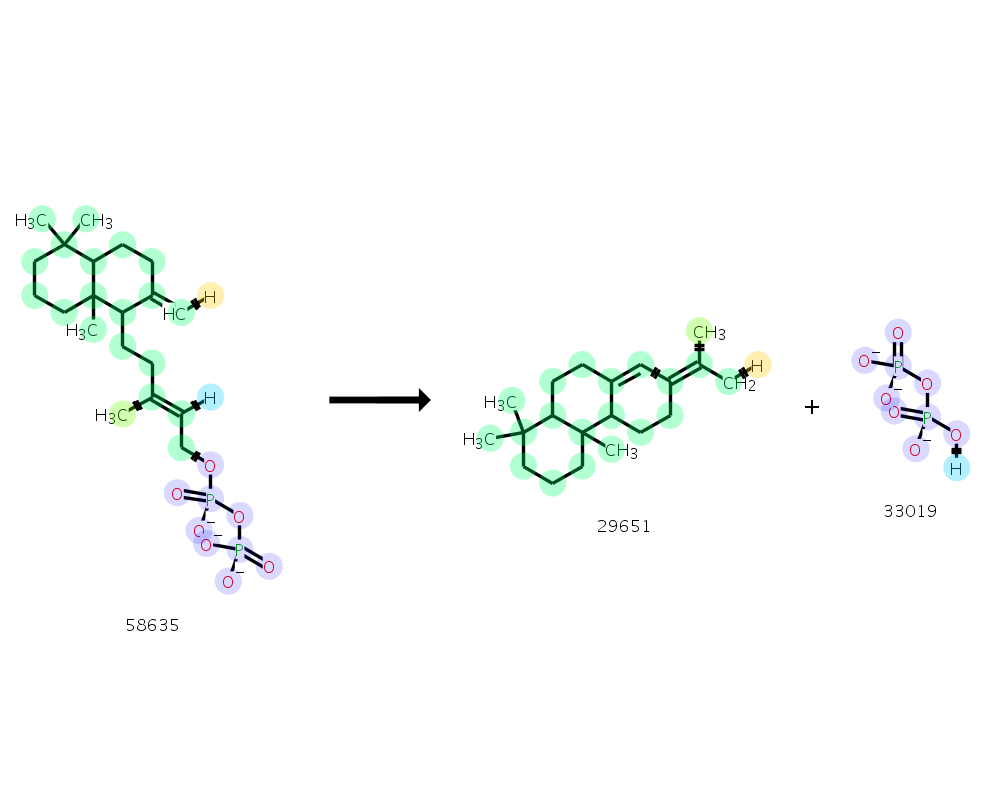 H₃C CH₃
H
HC
H₃C
H₃C H
O
O P
O⁻ O
O⁻ P
O⁻ O
58635
CH₃
H
CH₂
H₃C
H₃C
CH₃
29651
+
O
O⁻ P
O⁻ O
O P
O⁻ O
H
33019